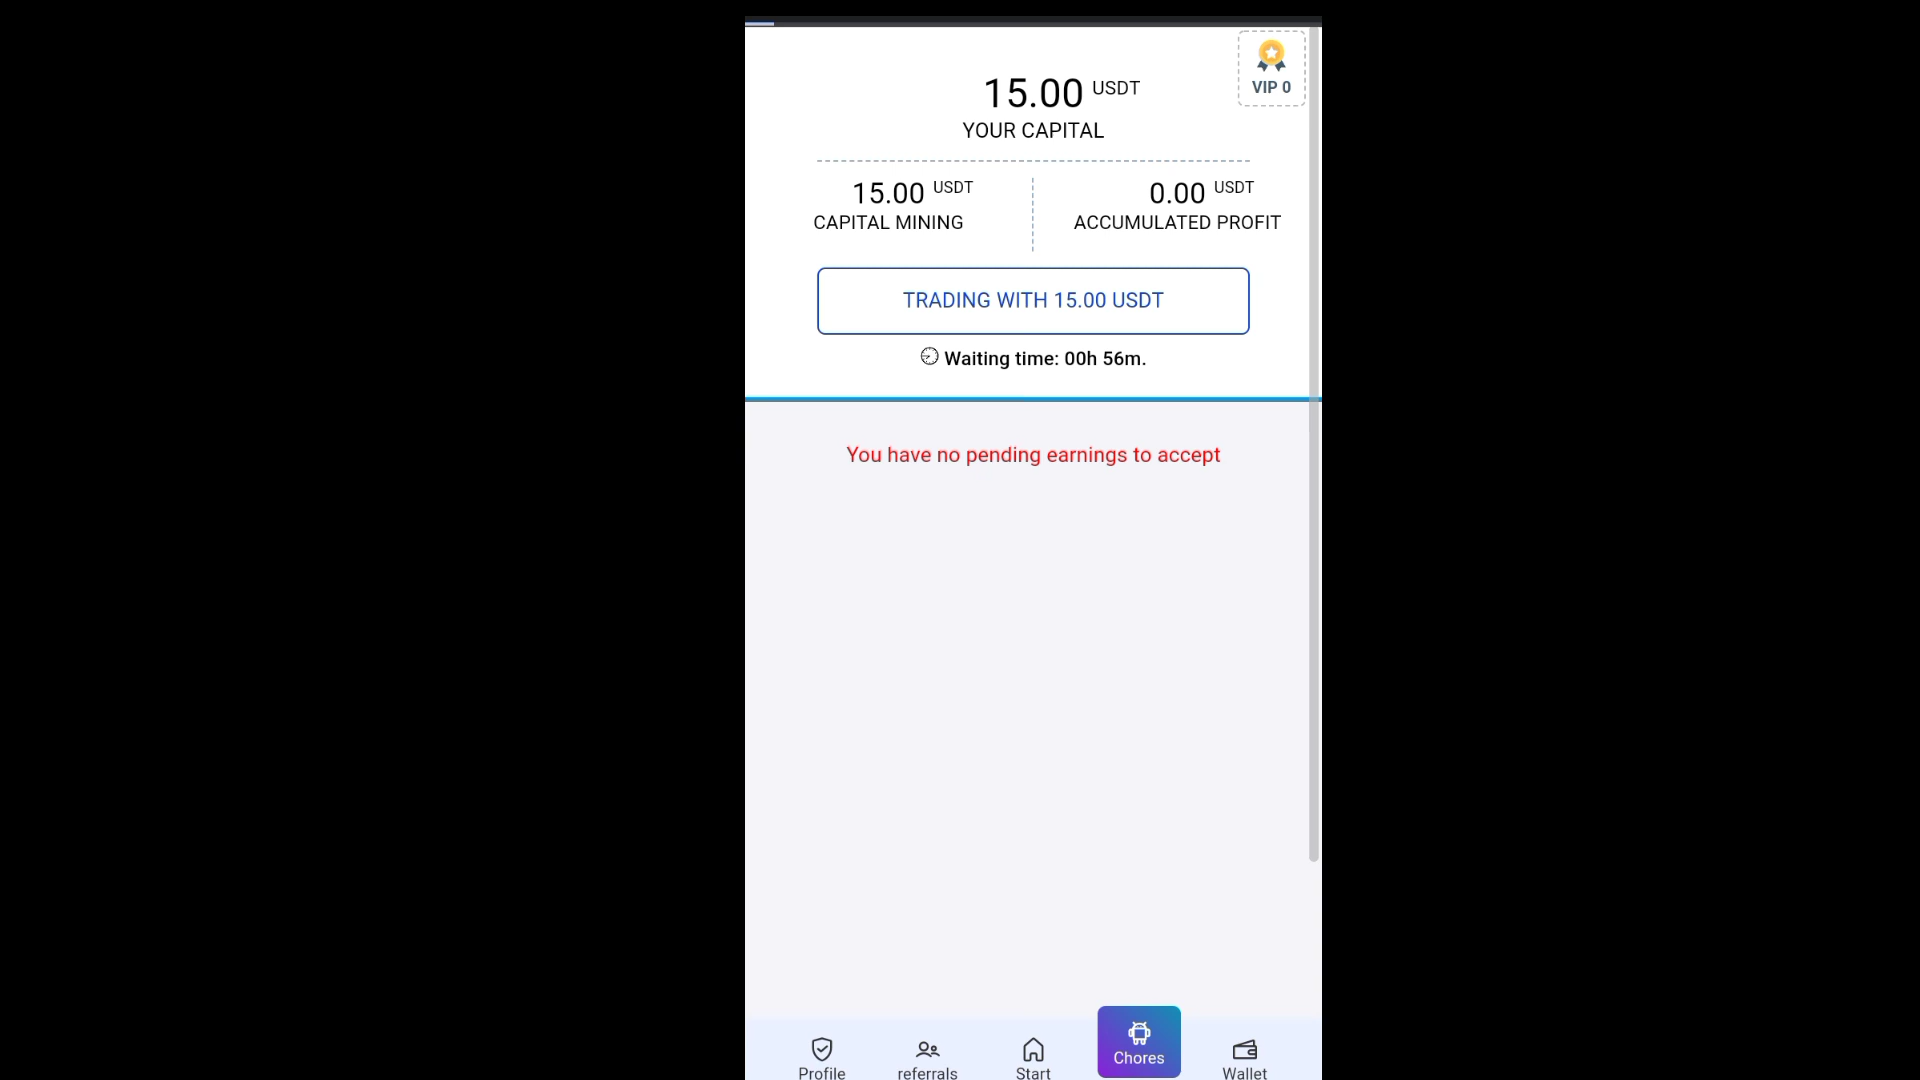 VIP 0
15.00 USDT
YOUR CAPITAL
15.00 USDT
CAPITAL MINING
0.00 USDT
ACCUMULATED PROFIT
TRADING WITH 15.00 USDT
Waiting time: 00h 56m.
You have no pending earnings to accept
Profile
referrals
Start
Chores
Wallet